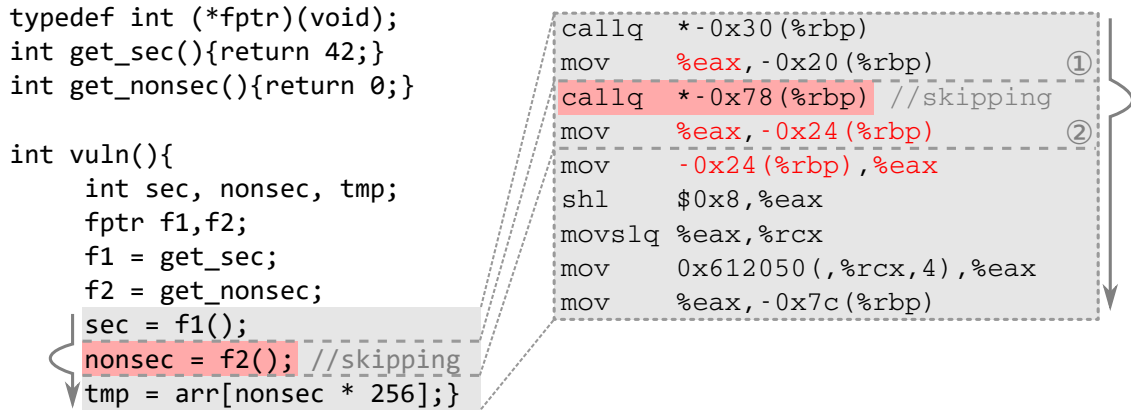 typedef int (*fptr)(void);
int get_sec(){return 42;}
int get_nonsec(){return 0;}
int vuln(){
int sec, nonsec, tmp;
fptr f1,f2;
f1 = get_sec;
f2 = get_nonsec;
sec = f1();
nonsec = f2(); //skipping
tmp = arr[nonsec * 256];}
callq *-0x30(%rbp)
mov %eax,-0x20(%rbp) ①
callq *-0x78(%rbp) //skipping
mov %eax,-0x24(%rbp) ②
mov -0x24(%rbp),%eax
shl $0x8,%eax
movslq %eax,%rcx
mov 0x612050(,%rcx,4),%eax
mov %eax,-0x7c(%rbp)